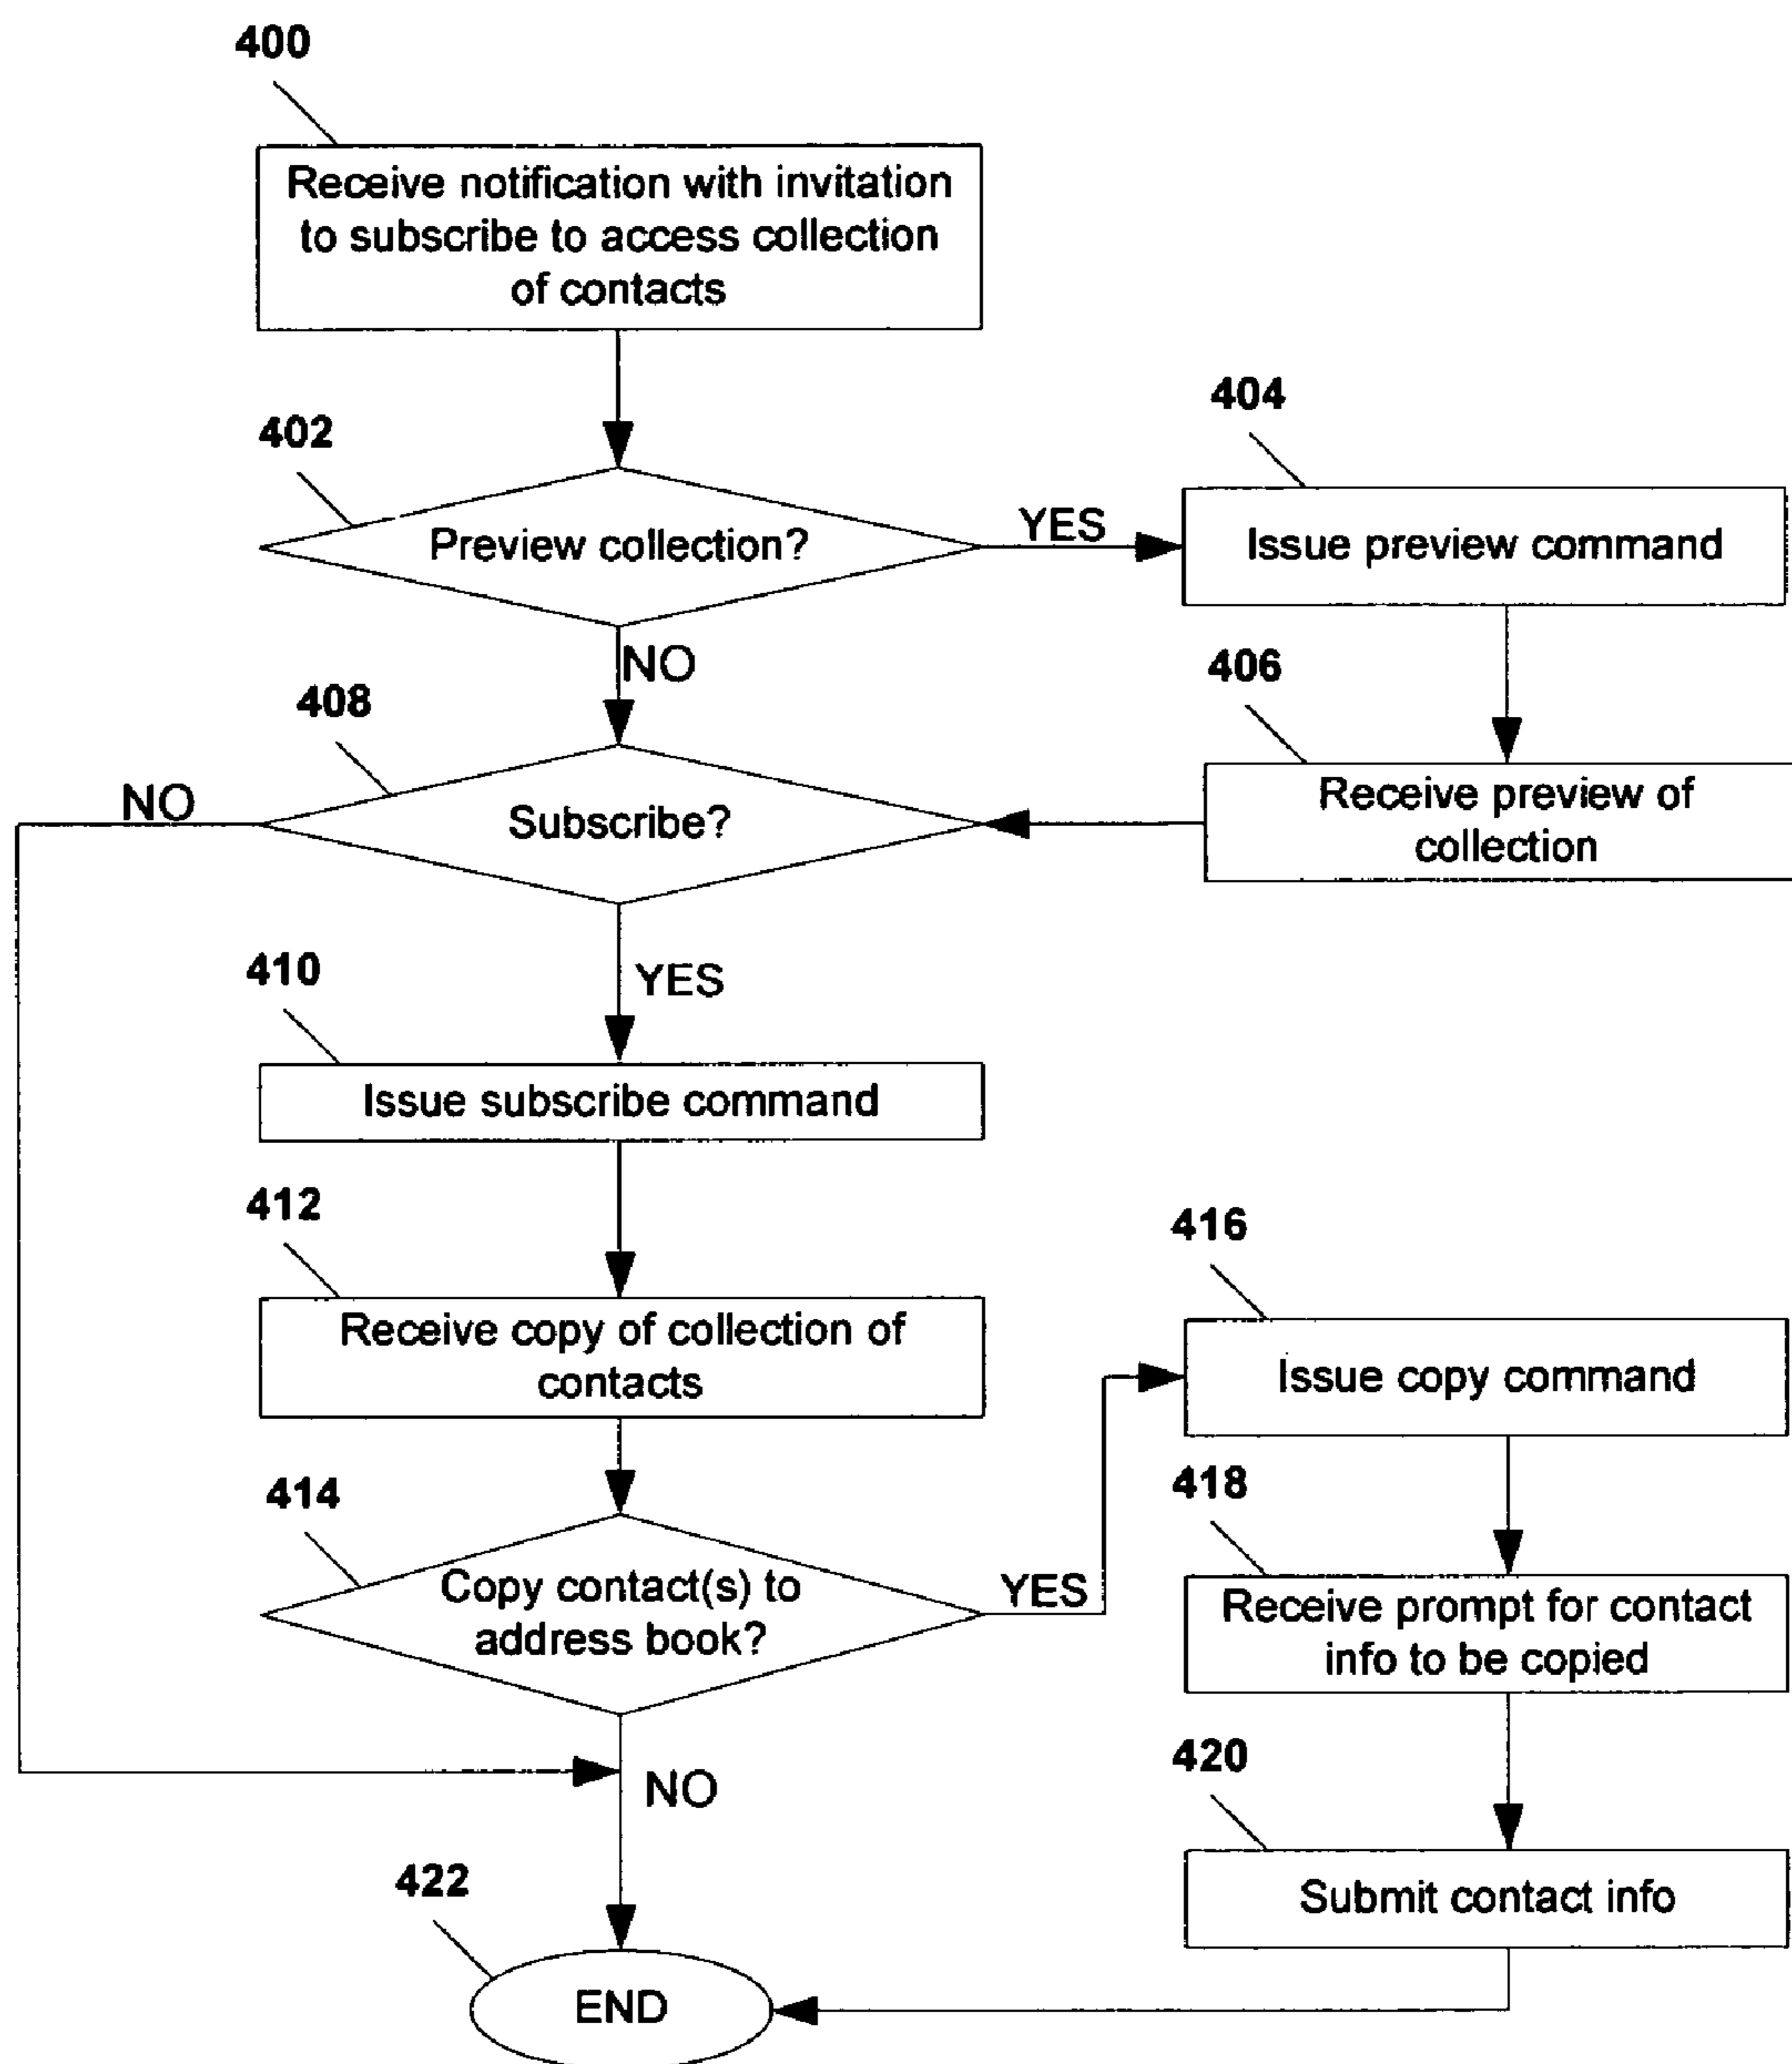 400
Receive notification with invitation
to subscribe to access collection
of contacts
402
Preview collection?
YES
404
Issue preview command
NO
406
Receive preview of
collection
408
Subscribe?
NO
YES
410
Issue subscribe command
412
Receive copy of collection of
contacts
414
Copy contact(s) to
address book?
YES
416
Issue copy command
418
Receive prompt for contact
info to be copied
420
Submit contact info
NO
422
END